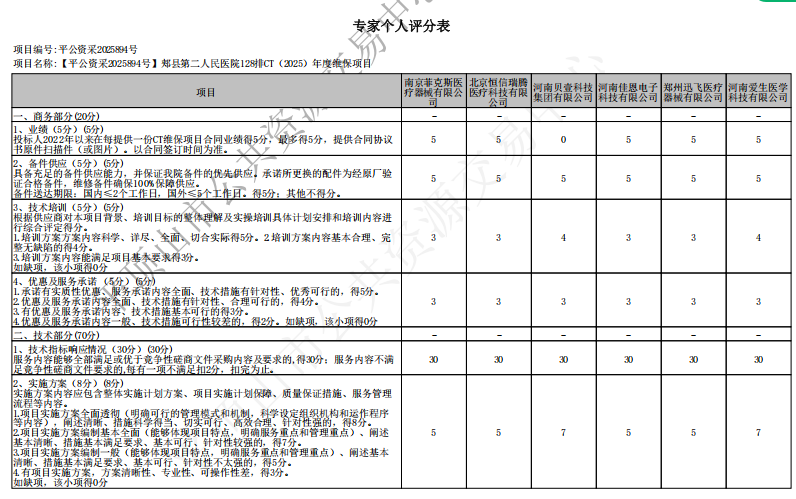 专家个人评分表
项目编号:平公资采2025894号
项目名称:【平公资采2025894号】郏县第二人民医院128排CT（2025）年度维保项目
项目 南京菲克斯医疗器械有限公司 北京恒信瑞腾医疗科技有限公司 河南贝壹科技集团有限公司 河南佳恩电子科技有限公司 郑州迅飞医疗器械有限公司 河南爱生医学科技有限公司
一、商务部分(20分) - - - - - -
1、业绩（5分）(5分)
投标人2022年以来在每提供一份CT维保项目合同业绩得5分，最多得5分，提供合同协议
书原件扫描件（或图片）。以合同签订时间为准。
5 5 0 5 5 5
2、备件供应（5分）(5分)
具备充足的备件供应能力，并保证我院备件的优先供应。承诺所更换的配件为经原厂验
证合格备件，维修备件确保100%保障供应。
备件送达期限：国内≤2个工作日，国外≤5个工作日。得5分；其他不得分。
5 5 5 5 5 5
3、技术培训（5分）(5分)
根据供应商对本项目背景、培训目标的整体理解及实操培训具体计划安排和培训内容进
行综合评定得分。
1.培训方案方案内容科学、详尽、全面、切合实际得5分。2培训方案内容基本合理、完
整无缺陷的得4分。
3.培训方案内容能满足项目基本要求得3分。
如缺项，该小项得0分
3 3 4 3 3 4
4、优惠及服务承诺（5分）(5分)
1.承诺有实质性优惠、服务承诺内容全面、技术措施有针对性、优秀可行的，得5分。
2.优惠及服务承诺内容全面、技术措施有针对性、合理可行的，得4分。
3.有优惠及服务承诺内容、技术措施基本可行的得3分。
4.优惠及服务承诺内容一般、技术措施可行性较差的，得2分。如缺项，该小项得0分
3 3 3 3 3 3
二、技术部分(70分) - - - - - -
1、技术指标响应情况（30分）(30分)
服务内容能够全部满足或优于竞争性磋商文件采购内容及要求的,得30分；服务内容不满
足竞争性磋商文件要求的,每有一项不满足扣2分，扣完为止。
30 30 30 30 30 30
2、实施方案（8分）(8分)
实施方案内容应包含整体实施计划方案、项目实施计划保障、质量保证措施、服务管理
流程等内容。
1.项目实施方案全面透彻（明确可行的管理模式和机制，科学设定组织机构和运作程序
等内容），阐述清晰、措施科学得当、切实可行、高效合理、针对性强的，得8分。
2.项目实施方案编制基本全面（能够体现项目特点，明确服务重点和管理重点）、阐述
基本清晰、措施基本满足要求、基本可行、针对性较强的，得7分。
3.项目实施方案编制一般（能够体现项目特点，明确服务重点和管理重点）、阐述基本
清晰、措施基本满足要求、基本可行、针对性不太强的，得5分。
4.有项目实施方案，方案清晰性、专业性、可操作性差，得3分。
如缺项，该小项得0分
5 5 7 5 5 7